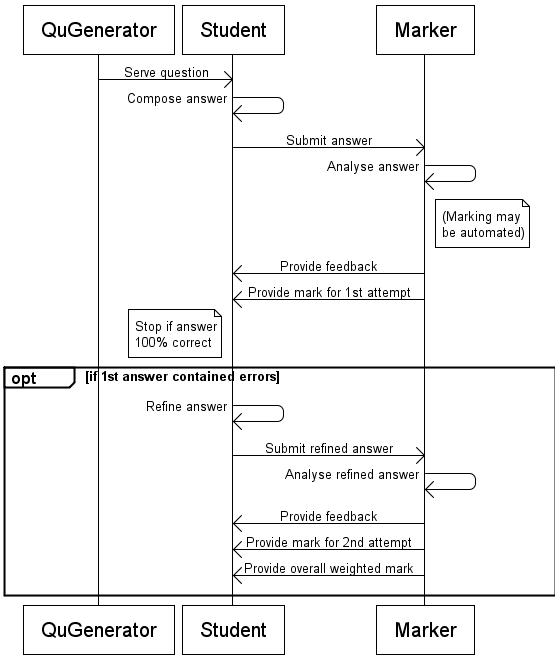 QuGenerator
Student
Marker
Serve question
Compose answer
Submit answer
Analyse answer
(Marking may
be automated)
Provide feedback
Provide mark for 1st attempt
Stop if answer
100% correct
opt
[if 1st answer contained errors]
Refine answer
Submit refined answer
Analyse refined answer
Provide feedback
Provide mark for 2nd attempt
Provide overall weighted mark
QuGenerator
Student
Marker